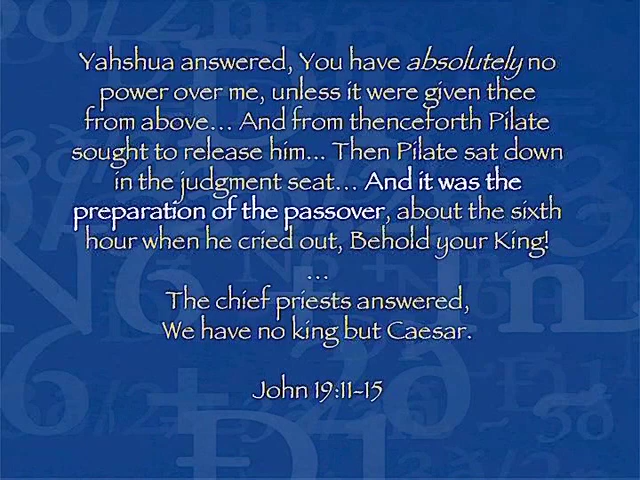 Yahshua answered, You have absolutely no
power over me, unless it were given thee
from above... And from thenceforth Pilate
sought to release him... Then Pilate sat down
in the judgment seat... And it was the
preparation of the passover, about the sixth
hour when he cried out, Behold your King!
...
The chief priests answered,
We have no king but Caesar.
John 19:11-15